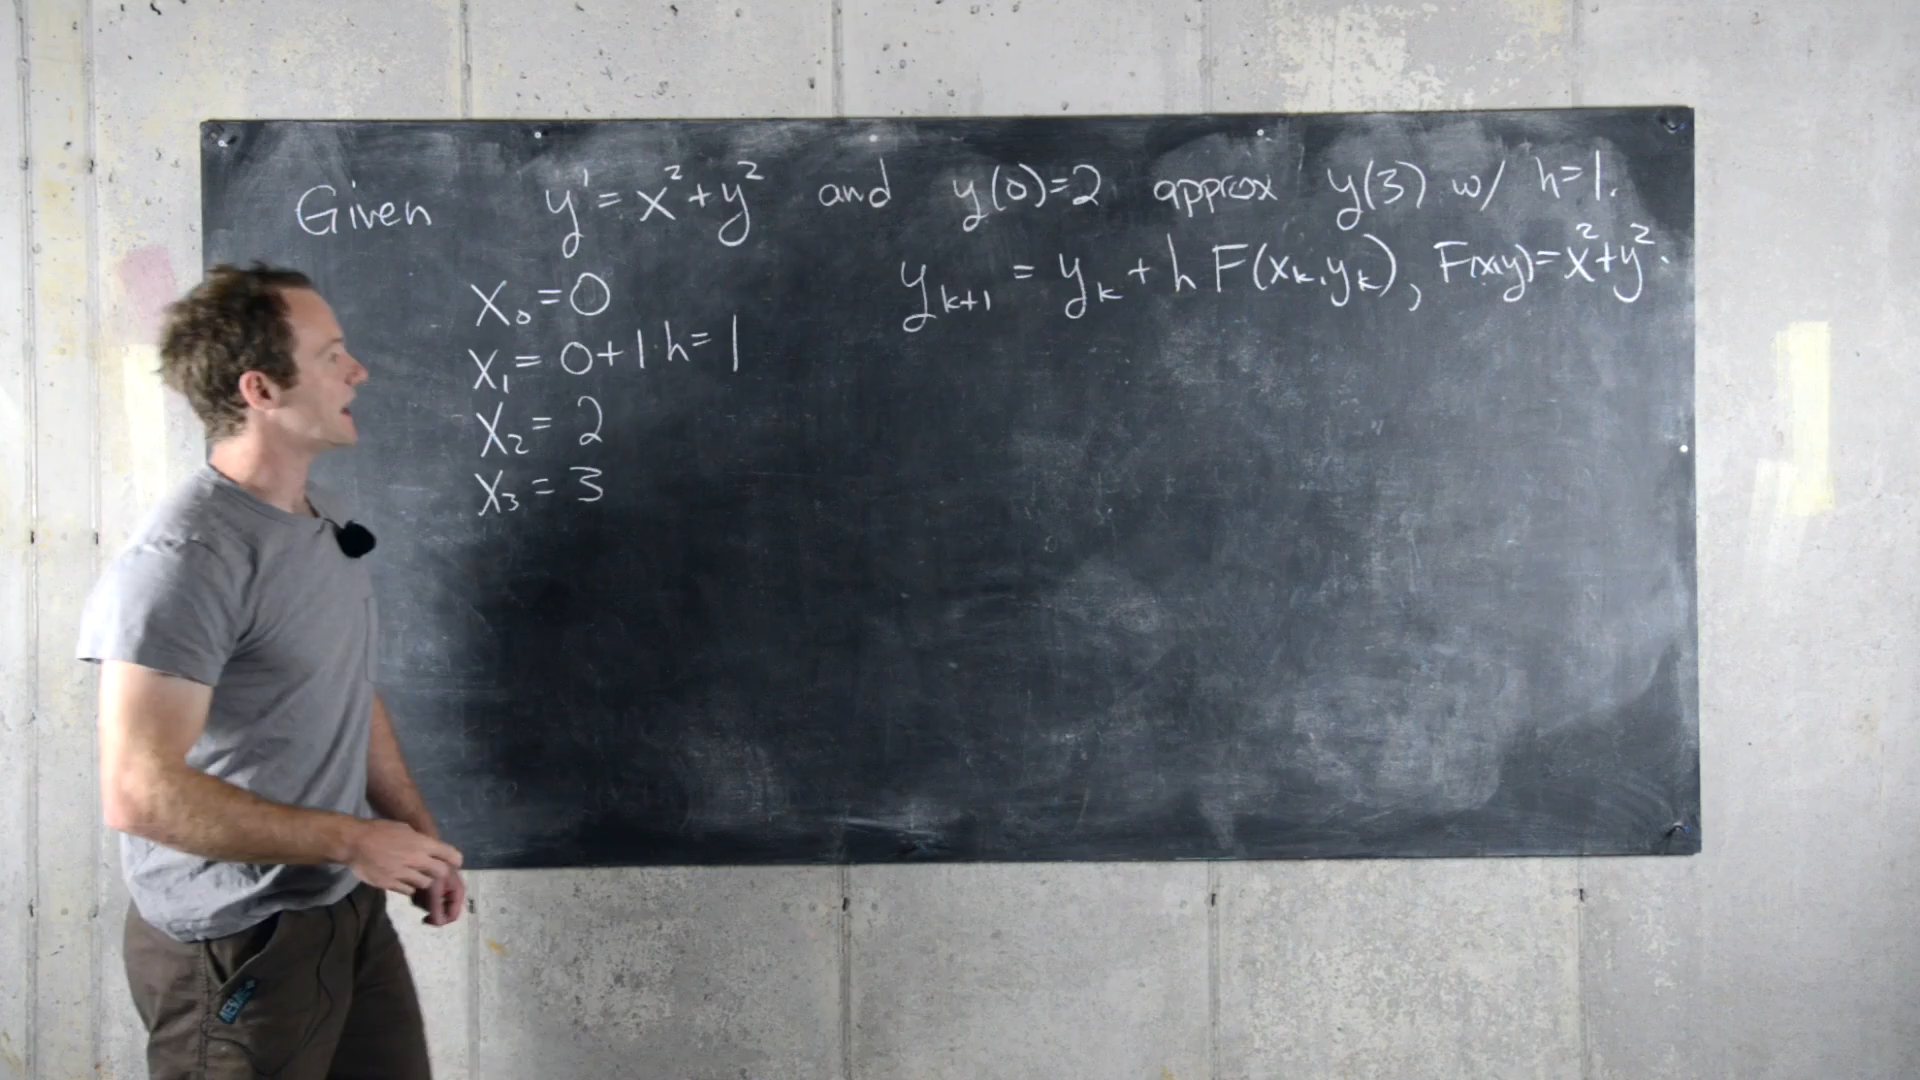 Given y' = x² + y² and y(0)=2 approx y(3) w/ h=1.
y_{k+1} = y_k + h F(x_k, y_k), F(x,y) = x² + y².
x₀ = 0
x₁ = 0+1·h = 1
x₂ = 2
x₃ = 3